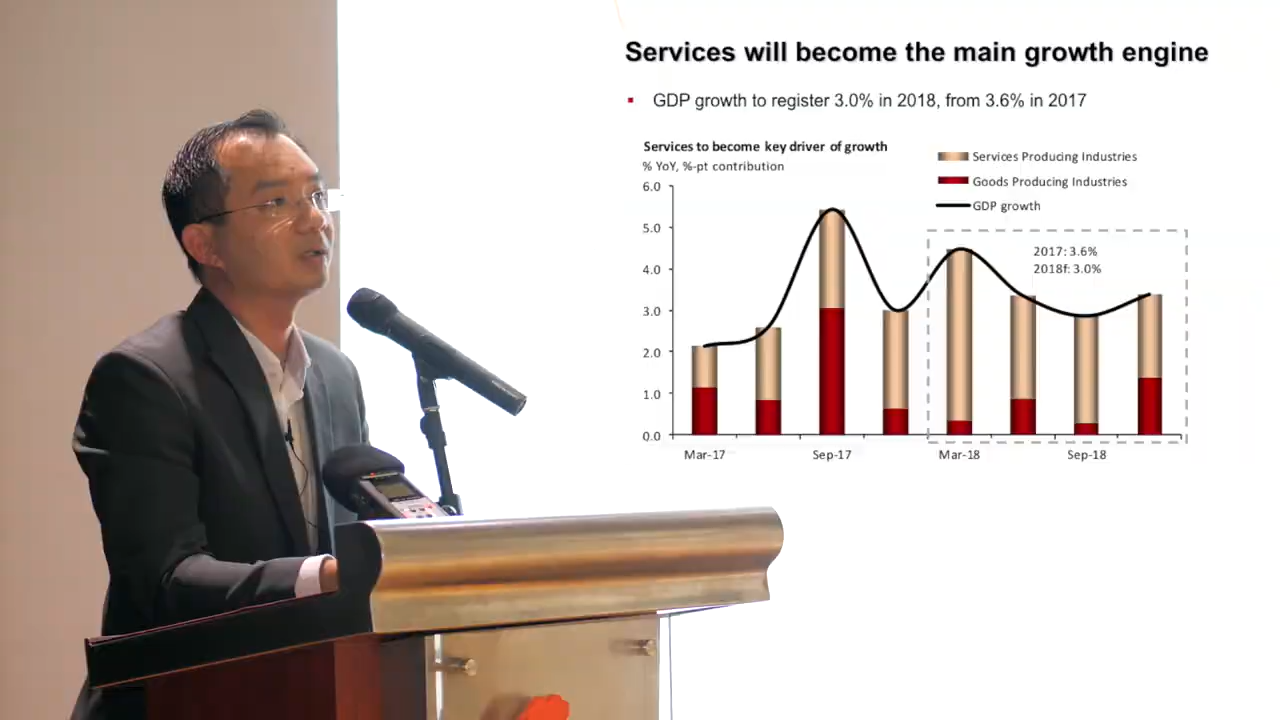 Services will become the main growth engine
GDP growth to register 3.0% in 2018, from 3.6% in 2017
Services to become key driver of growth
% YoY, %-pt contribution
Services Producing Industries
Goods Producing Industries
GDP growth
2017: 3.6%
2018f: 3.0%
6.0
5.0
4.0
3.0
2.0
1.0
0.0
Mar-17
Sep-17
Mar-18
Sep-18